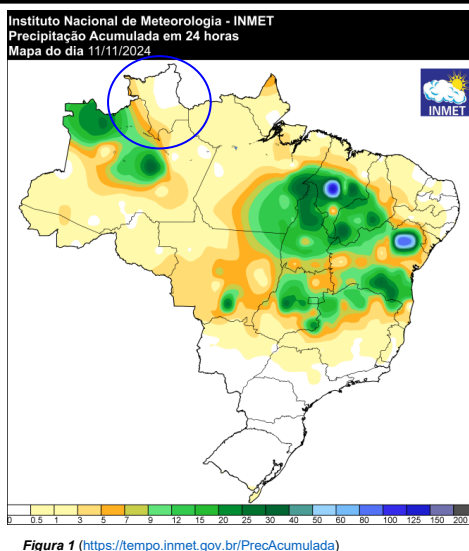 Instituto Nacional de Meteorologia - INMET
Precipitação Acumulada em 24 horas
Mapa do dia 11/11/2024
INMET
0 0.5 1 3 5 7 9 12 15 20 25 30 40 50 60 80 100 125 150 200
Figura 1 (https://tempo.inmet.gov.br/PrecAcumulada)